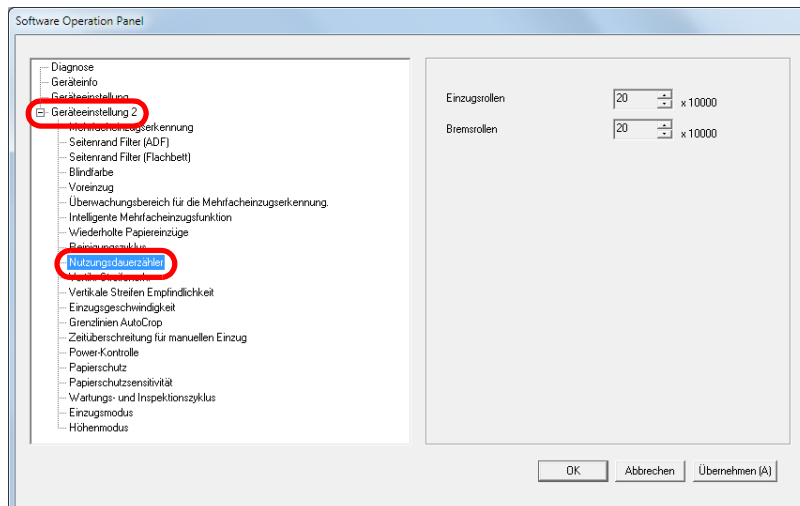 Software Operation Panel
Diagnose
Geräteinfo
Geräteeinstellung
Geräteeinstellung 2
Mehrfacheinzugserkennung
Seitenrand Filter (ADF)
Seitenrand Filter (Flachbett)
Blindfarbe
Voreinzug
Überwachungsbereich für die Mehrfacheinzugserkennung.
Intelligente Mehrfacheinzugsfunktion
Wiederholte Papiereinzüge
Reinigungszyklus
Nutzungsdauerzähler
Vertikale Streifen Empfindlichkeit
Einzugsgeschwindigkeit
Grenzlinien AutoCrop
Zeitüberschreitung für manuellen Einzug
Power-Kontrolle
Papierschutz
Papierschutzsensitivität
Wartungs- und Inspektionszyklus
Einzugsmodus
Höhenmodus
Einzugsrollen 20 x 10000
Bremsrollen 20 x 10000
OK Abbrechen Übernehmen (A)